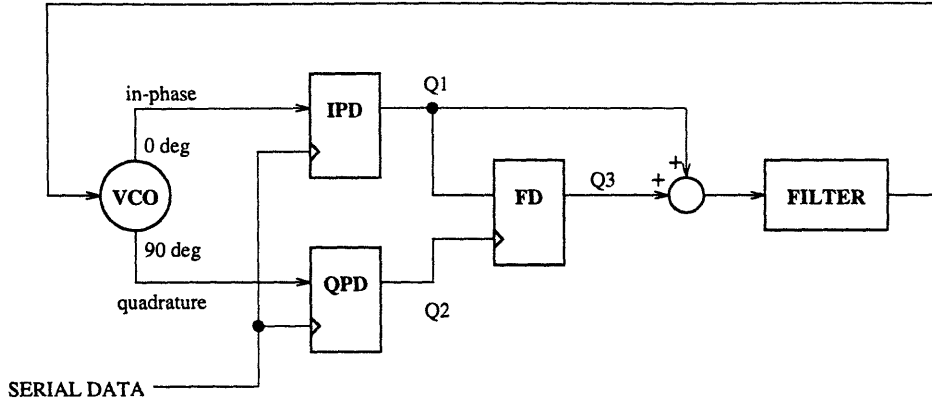 in-phase
IPD
Q1
0 deg
VCO
90 deg
quadrature
QPD
Q2
FD
Q3
+
+
FILTER
SERIAL DATA